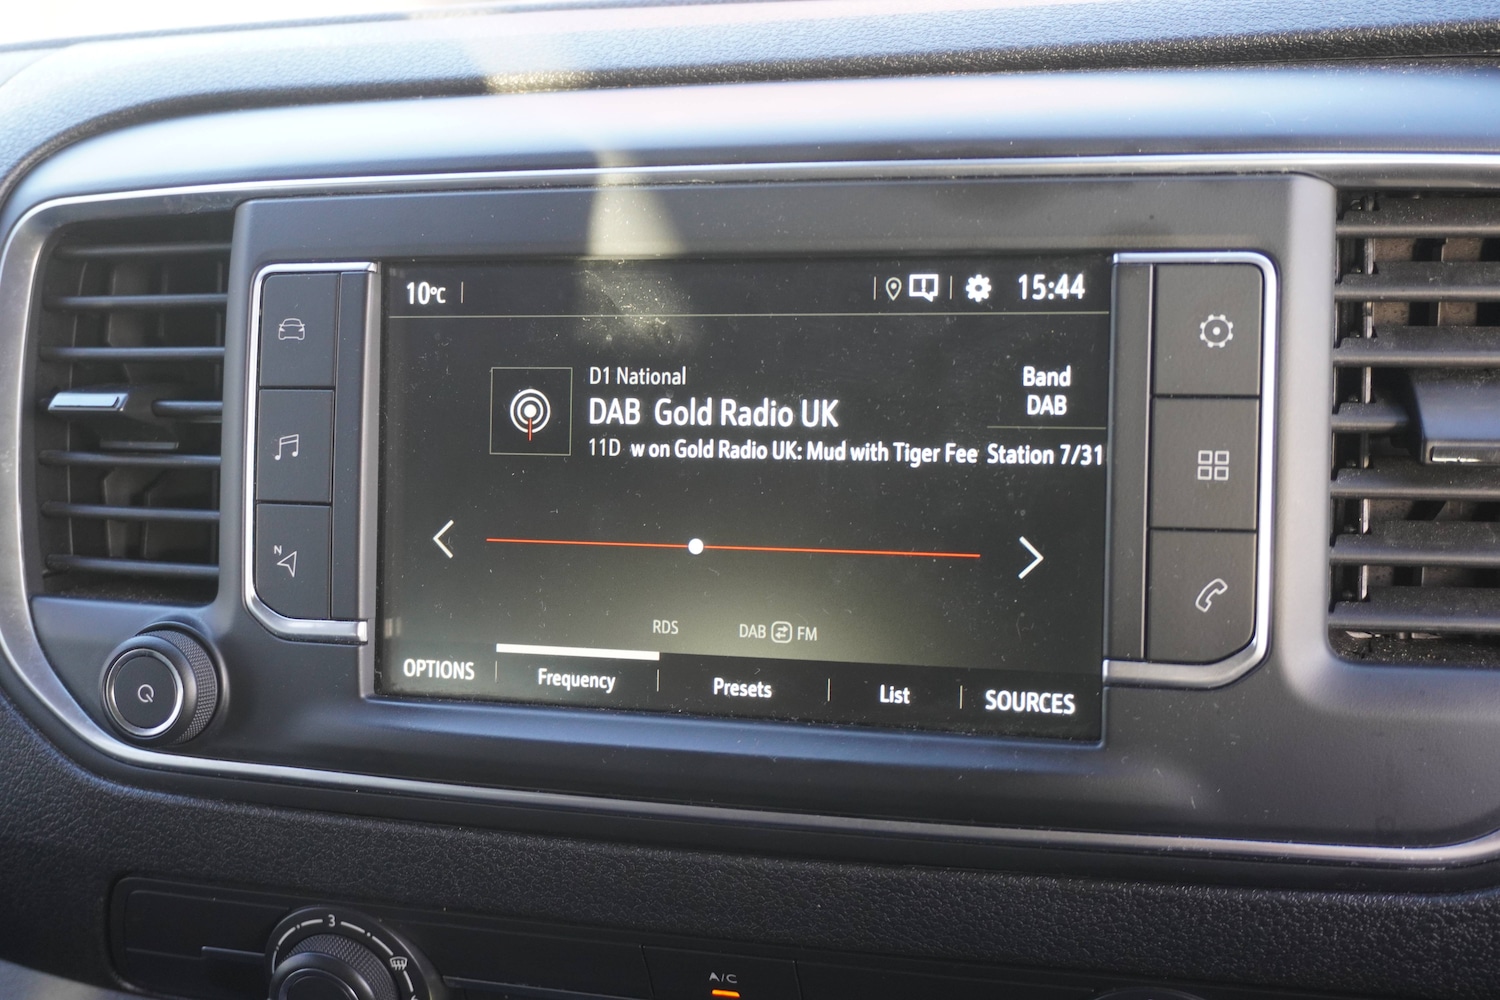 10°C 15:44
D1 National
DAB Gold Radio UK
11D w on Gold Radio UK: Mud with Tiger Fee
Band
DAB
Station 7/31
N
RDS DAB FM
OPTIONS Frequency Presets List SOURCES
3
A/C